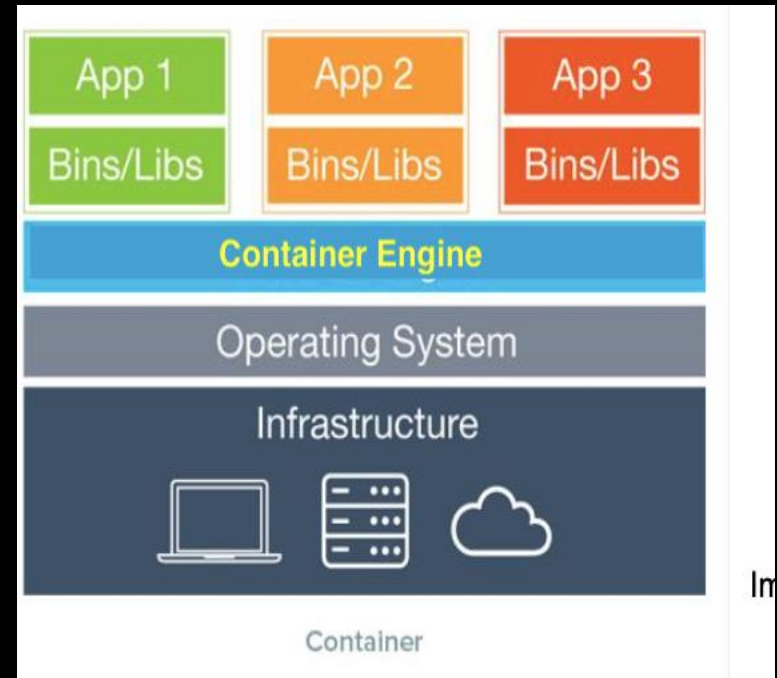 App 1
App 2
App 3
Bins/Libs
Bins/Libs
Bins/Libs
Container Engine
Operating System
Infrastructure
Container